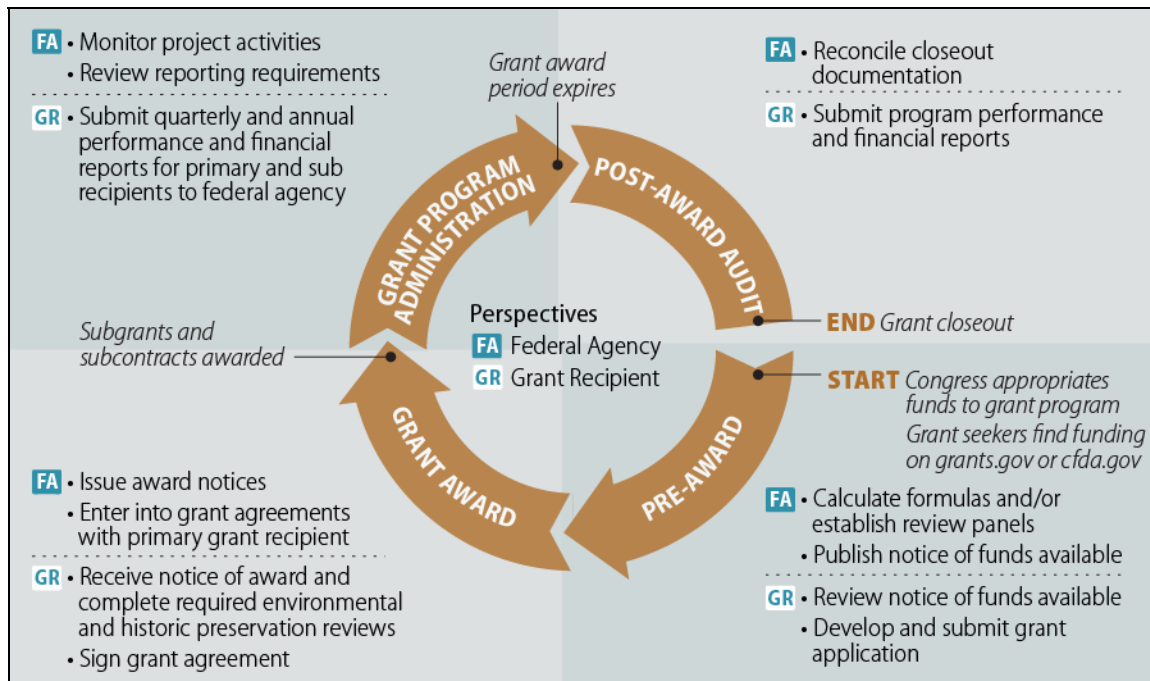 FA • Monitor project activities
• Review reporting requirements
GR • Submit quarterly and annual
performance and financial
reports for primary and sub
recipients to federal agency
Grant award
period expires
FA • Reconcile closeout
documentation
GR • Submit program performance
and financial reports
GRANT PROGRAM
ADMINISTRATION
POST-AWARD AUDIT
Subgrants and
subcontracts awarded
Perspectives
FA Federal Agency
GR Grant Recipient
END Grant closeout
START Congress appropriates
funds to grant program
Grant seekers find funding
on grants.gov or cfda.gov
GRANT AWARD
PRE-AWARD
FA • Issue award notices
• Enter into grant agreements
with primary grant recipient
GR • Receive notice of award and
complete required environmental
and historic preservation reviews
• Sign grant agreement
FA • Calculate formulas and/or
establish review panels
• Publish notice of funds available
GR • Review notice of funds available
• Develop and submit grant
application